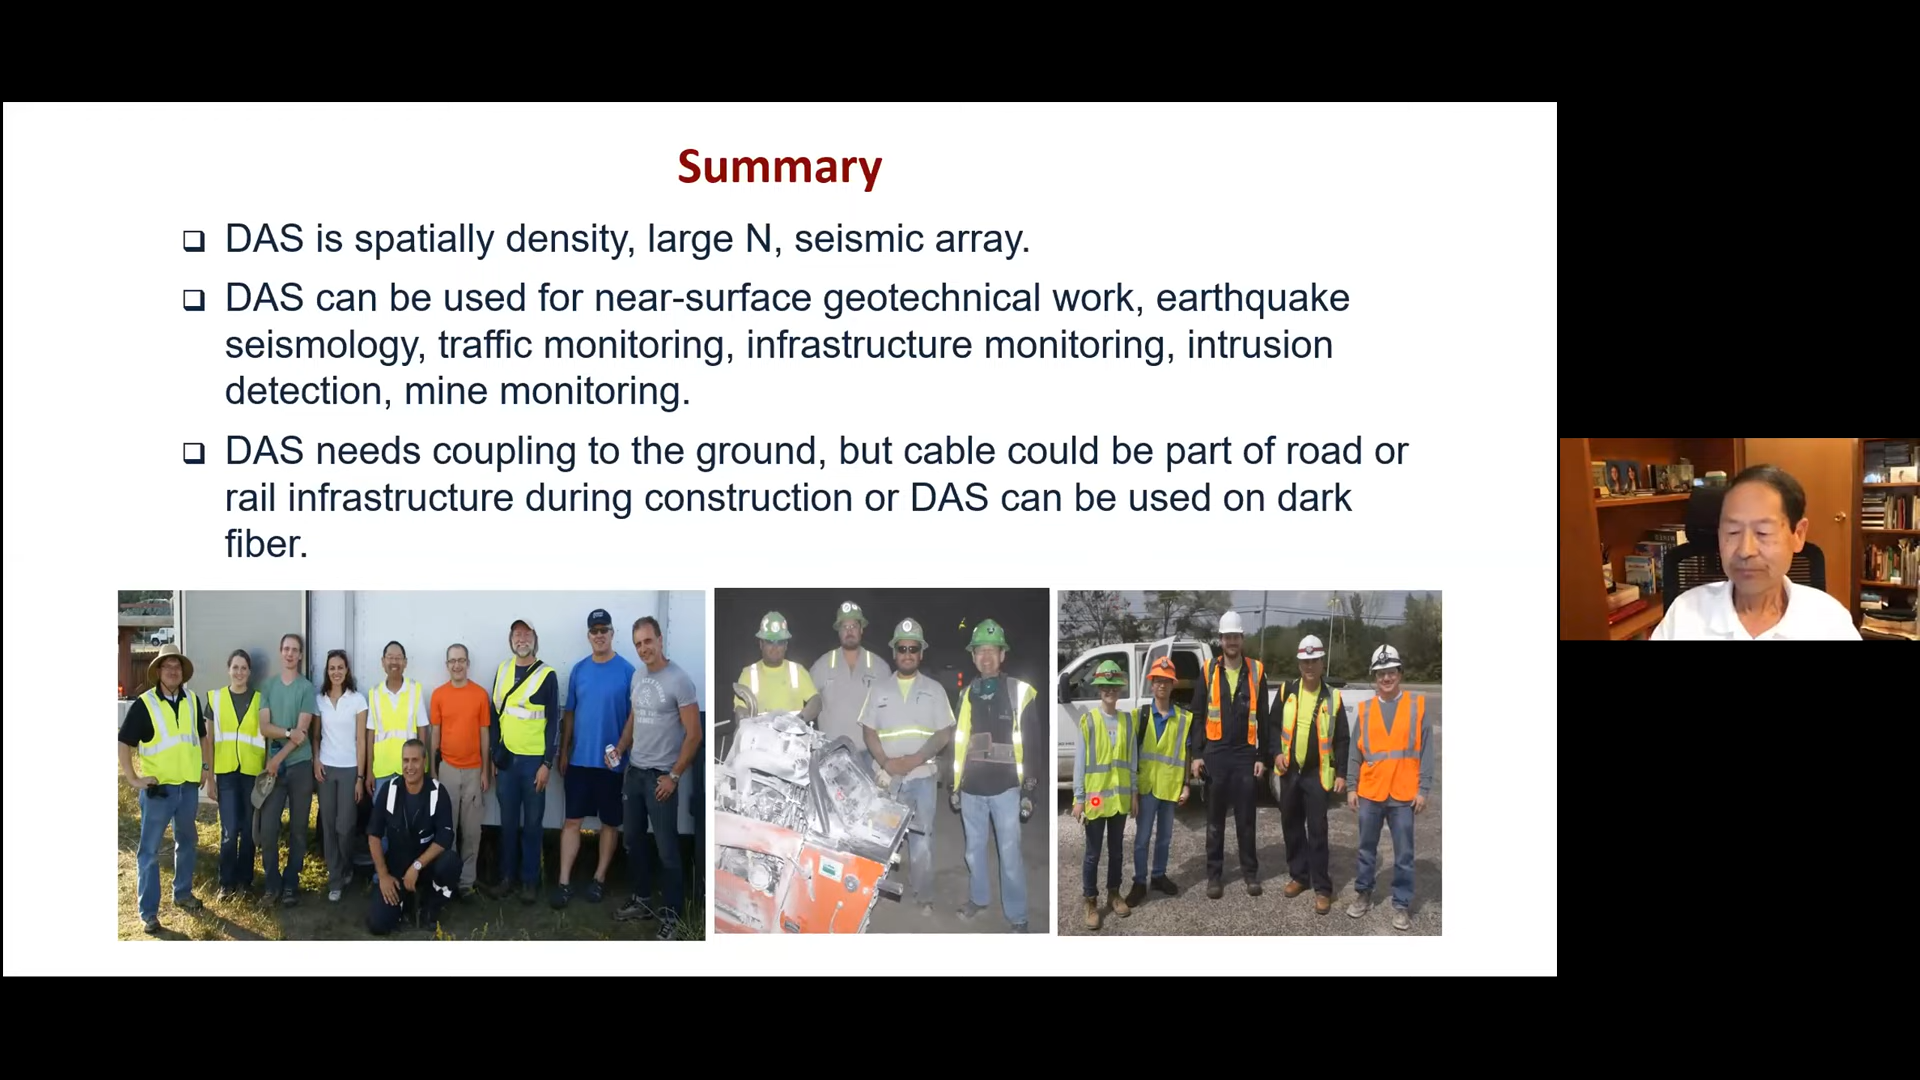 Summary
DAS is spatially density, large N, seismic array.
DAS can be used for near-surface geotechnical work, earthquake
seismology, traffic monitoring, infrastructure monitoring, intrusion
detection, mine monitoring.
DAS needs coupling to the ground, but cable could be part of road or
rail infrastructure during construction or DAS can be used on dark
fiber.